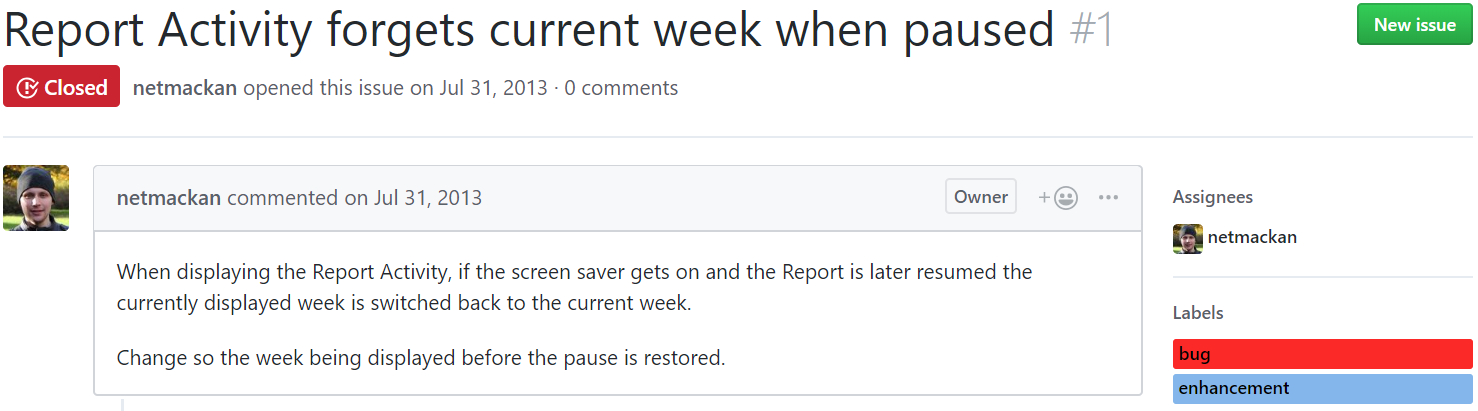 Report Activity forgets current week when paused #1
New issue
Closed netmackan opened this issue on Jul 31, 2013 · 0 comments
netmackan commented on Jul 31, 2013
Owner
When displaying the Report Activity, if the screen saver gets on and the Report is later resumed the
currently displayed week is switched back to the current week.
Change so the week being displayed before the pause is restored.
Assignees
netmackan
Labels
bug
enhancement